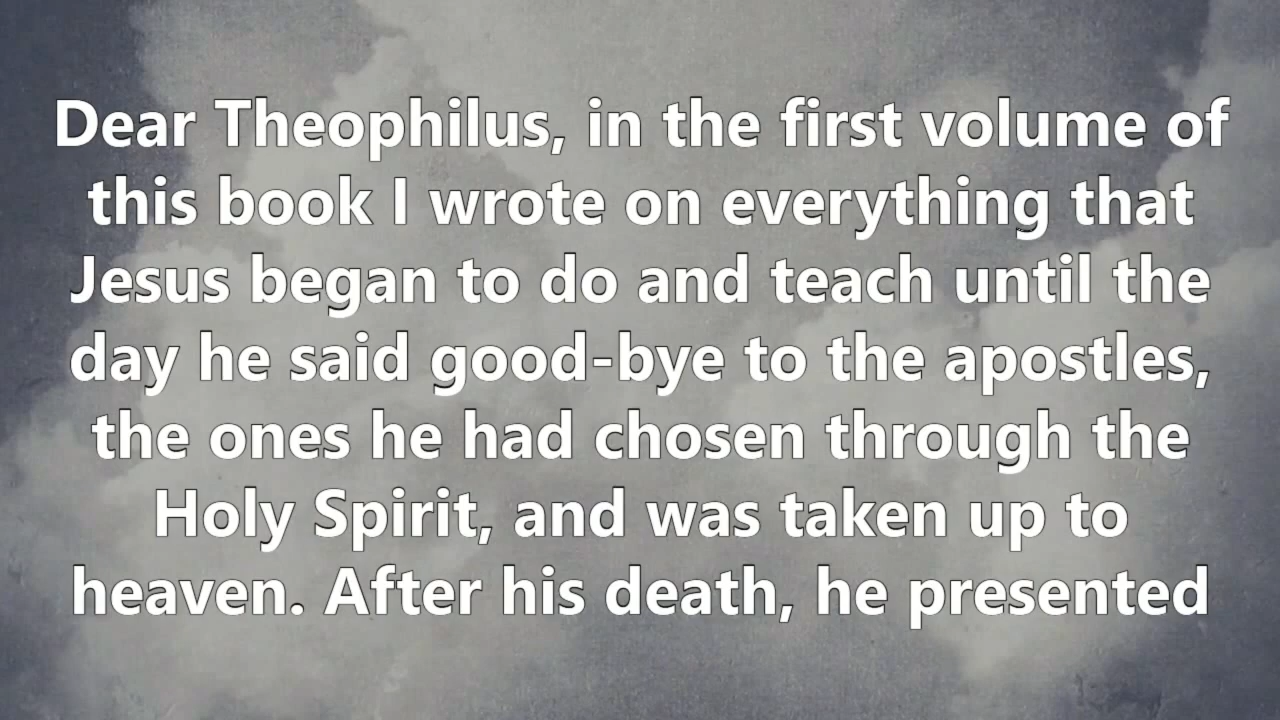 Dear Theophilus, in the first volume of
this book I wrote on everything that
Jesus began to do and teach until the
day he said good-bye to the apostles,
the ones he had chosen through the
Holy Spirit, and was taken up to
heaven. After his death, he presented